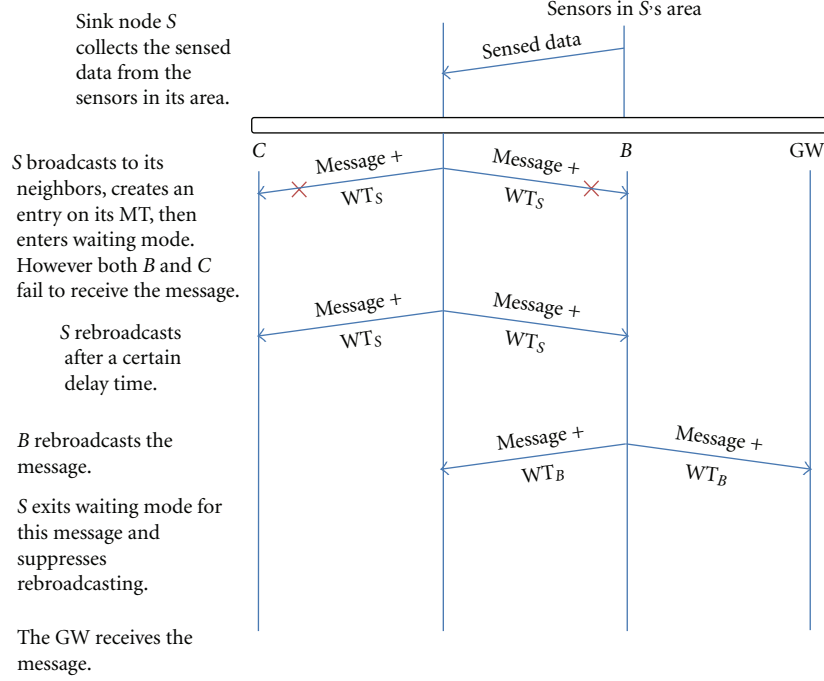 Sensors in S's area
Sink node S
collects the sensed
data from the
sensors in its area.
Sensed data
C
B
GW
S broadcasts to its
neighbors, creates an
entry on its MT, then
enters waiting mode.
However both B and C
fail to receive the message.
Message +
WTS
Message +
WTS
S rebroadcasts
after a certain
delay time.
Message +
WTS
Message +
WTS
B rebroadcasts the
message.
Message +
WTB
Message +
WTB
S exits waiting mode for
this message and
suppresses
rebroadcasting.
The GW receives the
message.